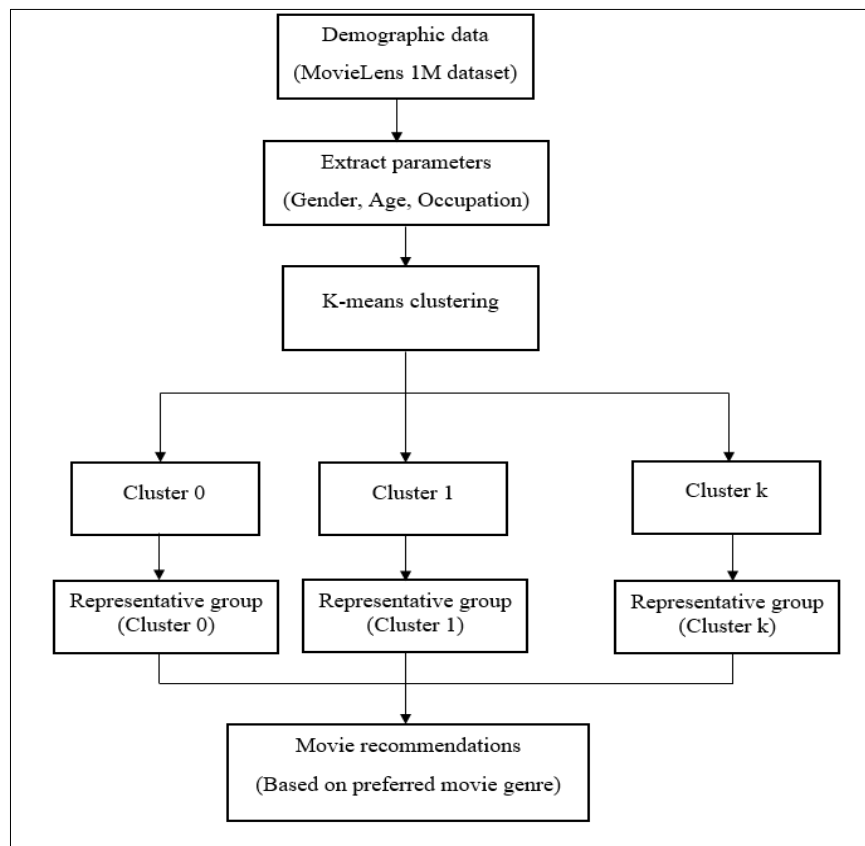 Demographic data
(MovieLens 1M dataset)
Extract parameters
(Gender, Age, Occupation)
K-means clustering
Cluster 0
Cluster 1
Cluster k
Representative group
(Cluster 0)
Representative group
(Cluster 1)
Representative group
(Cluster k)
Movie recommendations
(Based on preferred movie genre)